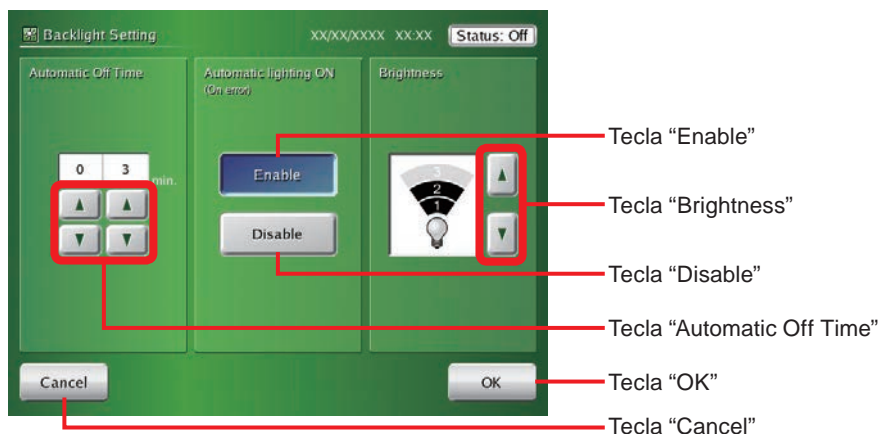 Backlight Setting
XX/XX/XXXX XX:XX
Status: Off
Automatic Off Time
Automatic lighting ON
(On error)
Brightness
0 3
min.
Enable
Disable
3
2
1
Cancel
OK
Tecla “Enable”
Tecla “Brightness”
Tecla “Disable”
Tecla “Automatic Off Time”
Tecla “OK”
Tecla “Cancel”